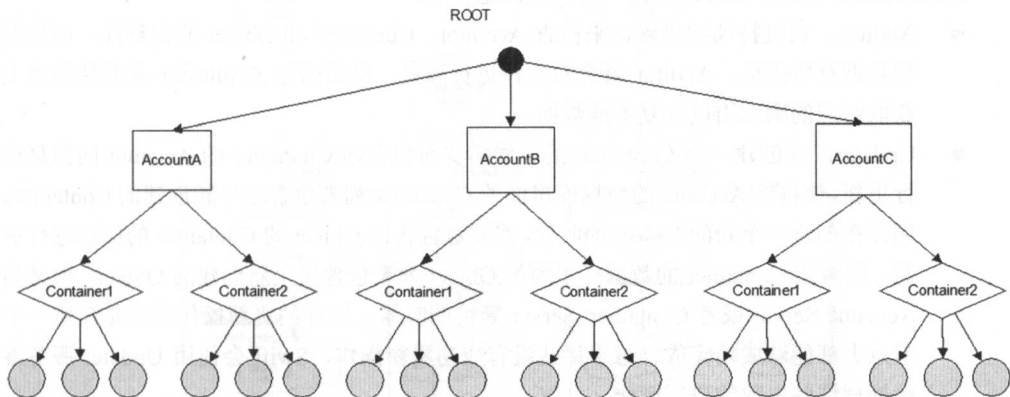 ROOT
AccountA
AccountB
AccountC
Container1
Container2
Container1
Container2
Container1
Container2